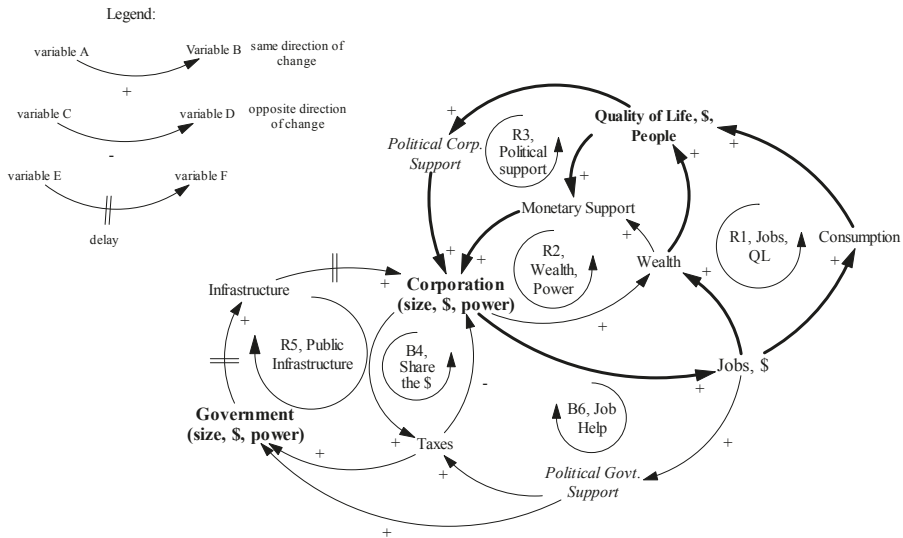 Legend:
variable A
Variable B
same direction of
change
+
variable C
variable D
opposite direction
of change
-
variable E
variable F
delay
Quality of Life, $,
People
+
Political Corp.
Support
R3,
Political
support
+
+
+
Monetary Support
R2,
Wealth,
Power
+
Wealth
R1, Jobs,
QL
Consumption
+
+
+
+
Infrastructure
+
Corporation
(size, $, power)
+
+
R5, Public
Infrastructure
B4,
Share
the $
-
Jobs, $
+
B6, Job
Help
Government
(size, $, power)
+
Taxes
+
+
+
Political Govt.
Support
+